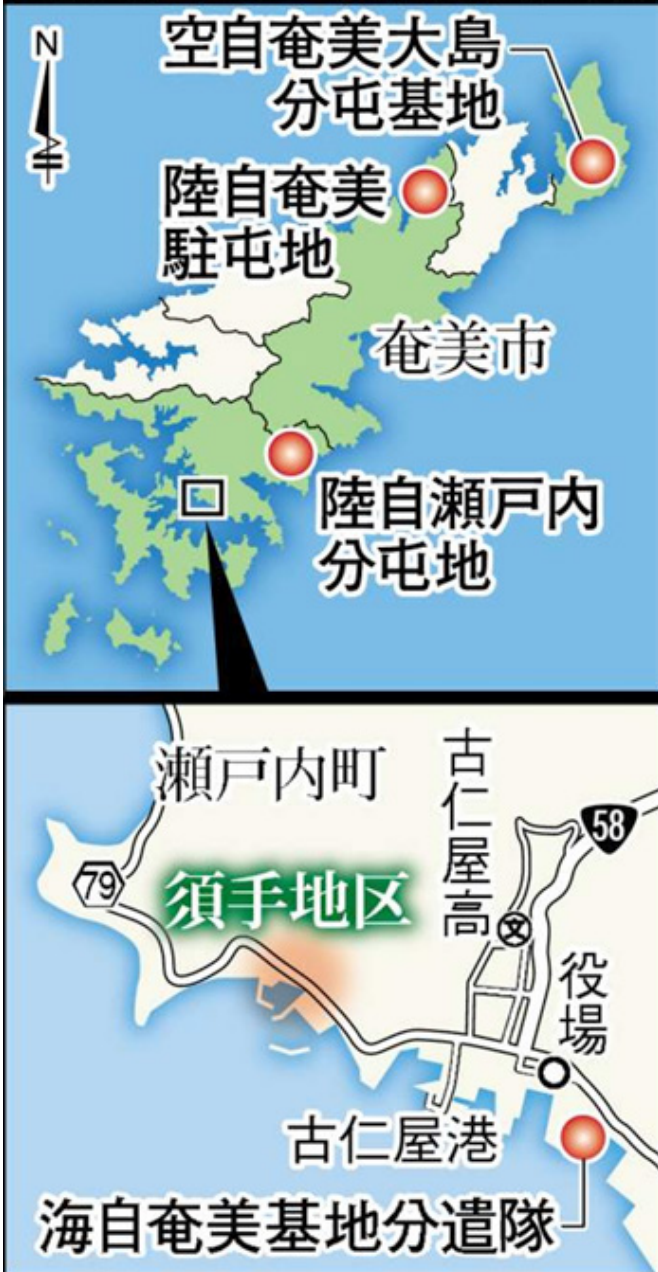 N
空自奄美大島
分屯基地
陸自奄美
駐屯地
奄美市
陸自瀬戸内
分屯地
瀬戸内町
古仁屋高
58
79
須手地区
文
役場
古仁屋港
海自奄美基地分遣隊